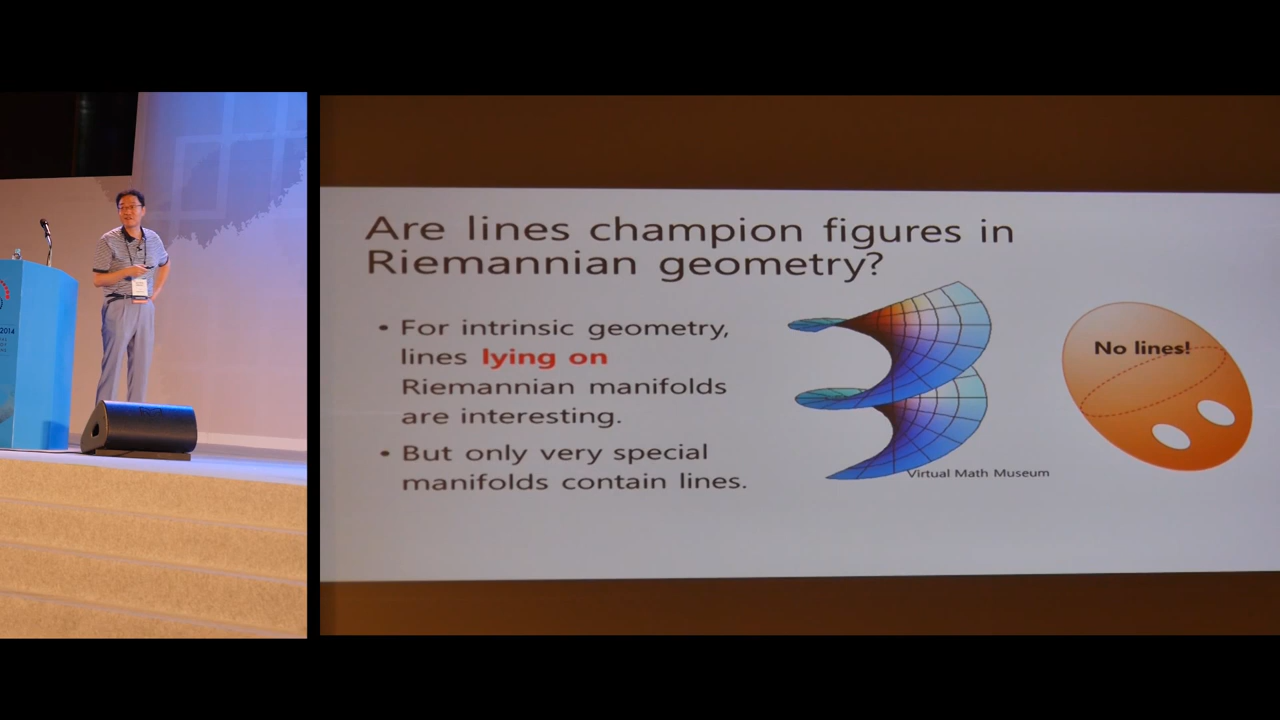 Are lines champion figures in
Riemannian geometry?
• For intrinsic geometry,
lines lying on
Riemannian manifolds
are interesting.
• But only very special
manifolds contain lines.
No lines!
Virtual Math Museum
2014